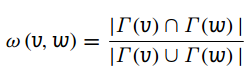 ω(v, w) = |Γ(v) ∩ Γ(w)| / |Γ(v) ∪ Γ(w)|